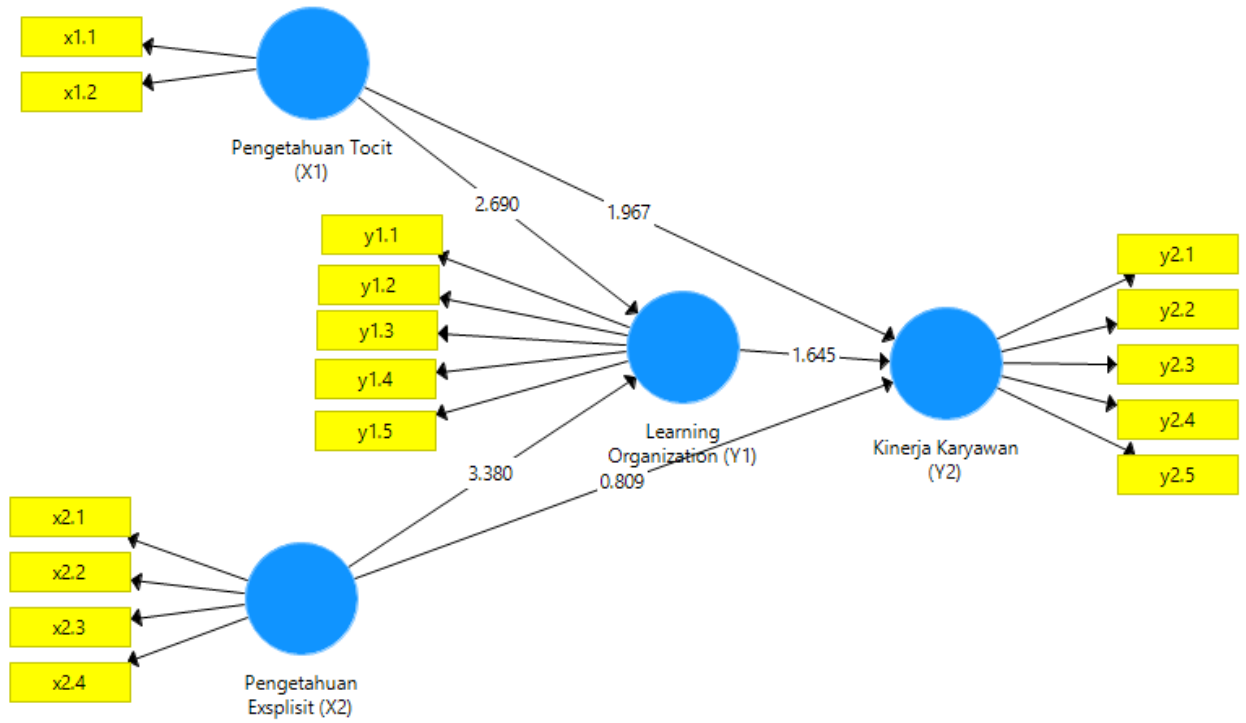 x1.1
x1.2
Pengetahuan Tocit
(X1)
2.690
1.967
y1.1
y1.2
y1.3
y1.4
y1.5
Learning
Organization (Y1)
1.645
y2.1
y2.2
y2.3
y2.4
y2.5
Kinerja Karyawan
(Y2)
3.380
0.809
x2.1
x2.2
x2.3
x2.4
Pengetahuan
Exsplisit (X2)